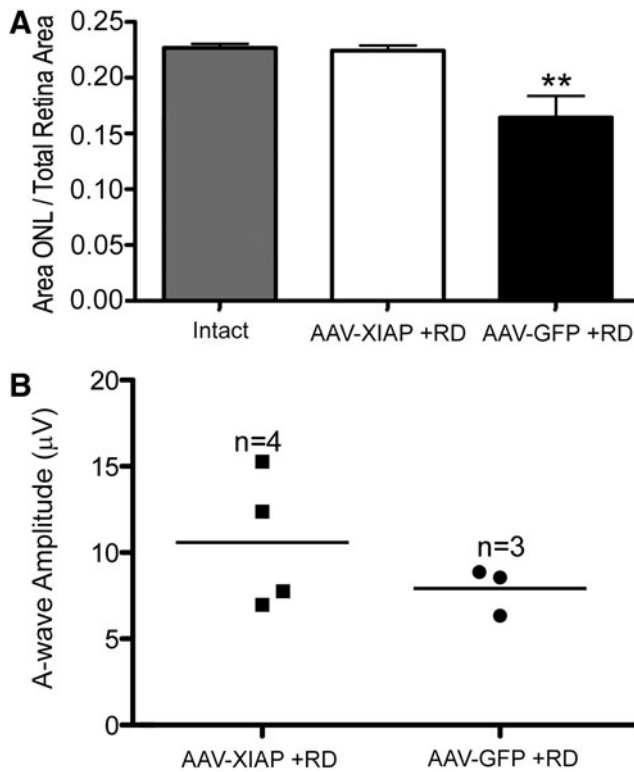 A
Area ONL / Total Retina Area
0.25
0.20
0.15
0.10
0.05
0.00
**
Intact
AAV-XIAP +RD
AAV-GFP +RD
B
A-wave Amplitude (μV)
20
15
10
5
0
n=4
n=3
AAV-XIAP +RD
AAV-GFP +RD